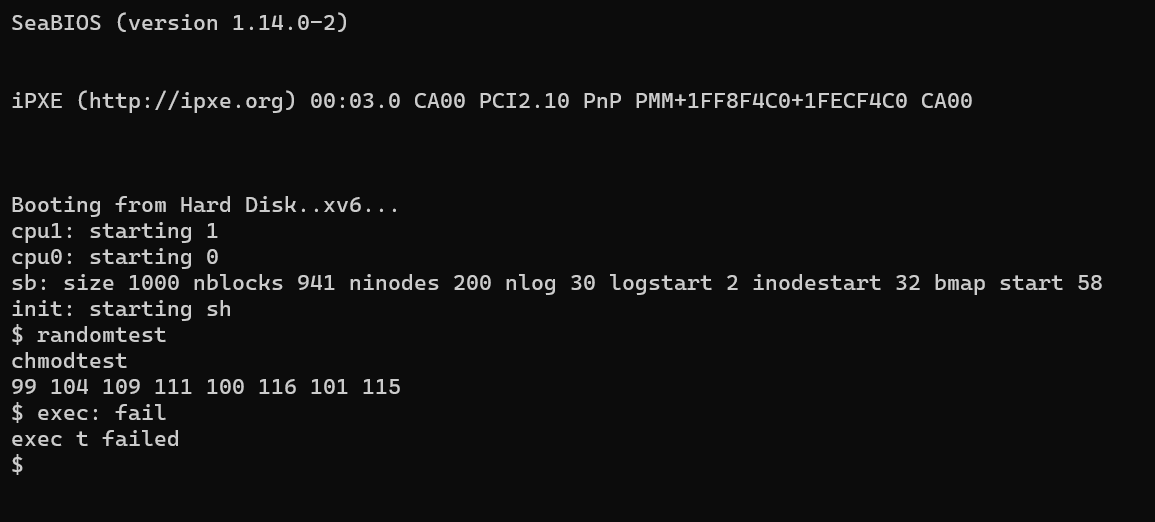 SeaBIOS (version 1.14.0-2)
iPXE (http://ipxe.org) 00:03.0 CA00 PCI2.10 PnP PMM+1FF8F4C0+1FECF4C0 CA00
Booting from Hard Disk..xv6...
cpu1: starting 1
cpu0: starting 0
sb: size 1000 nblocks 941 ninodes 200 nlog 30 logstart 2 inodestart 32 bmap start 58
init: starting sh
$ randomtest
chmodtest
99 104 109 111 100 116 101 115
$ exec: fail
exec t failed
$